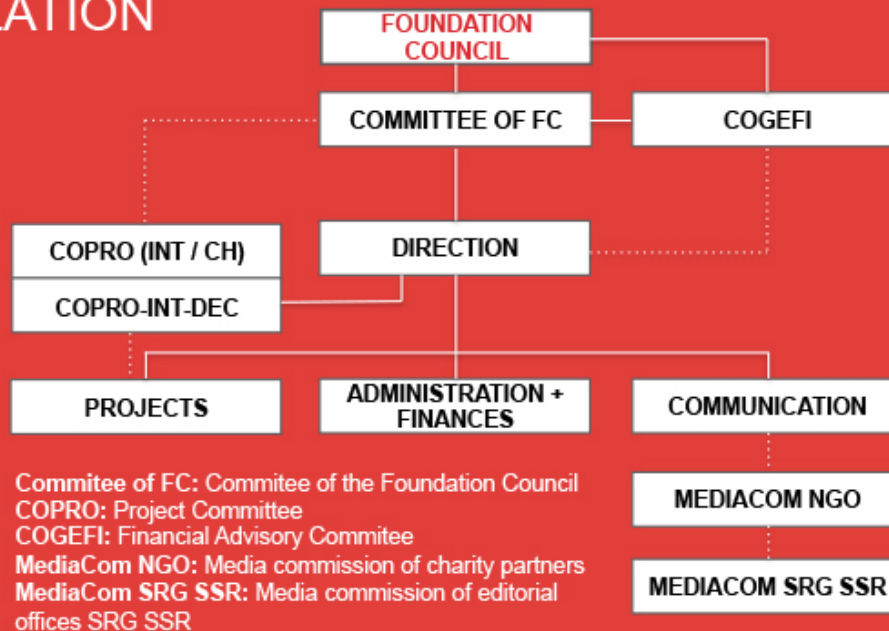 FOUNDATION
COUNCIL
COMMITTEE OF FC
COGEFI
COPRO (INT / CH)
DIRECTION
COPRO-INT-DEC
PROJECTS
ADMINISTRATION +
FINANCES
COMMUNICATION
MEDIACOM NGO
MEDIACOM SRG SSR
Commitee of FC: Commitee of the Foundation Council
COPRO: Project Committee
COGEFI: Financial Advisory Commitee
MediaCom NGO: Media commission of charity partners
MediaCom SRG SSR: Media commission of editorial
offices SRG SSR